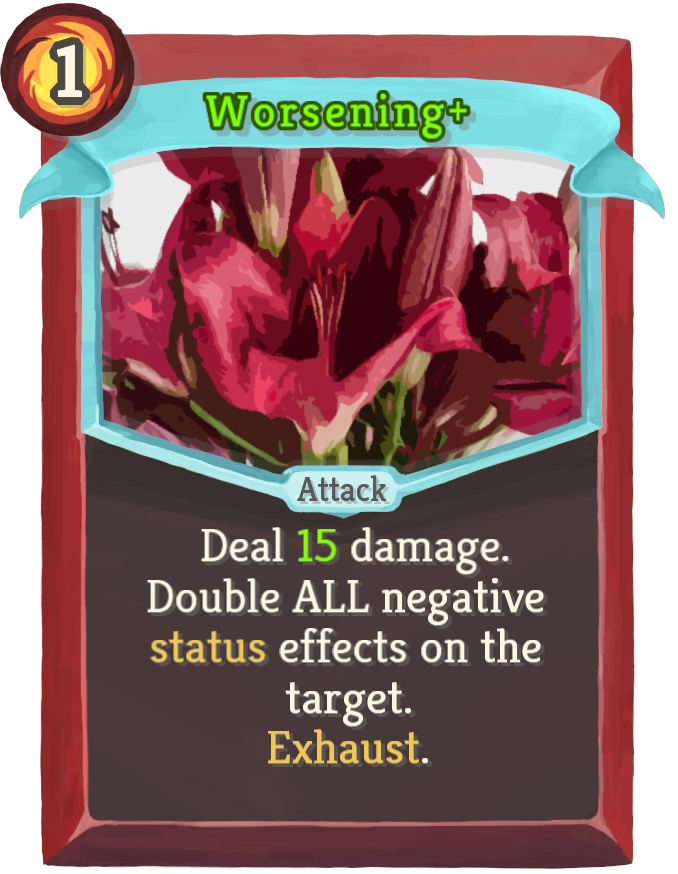 1
Worsening+
Attack
Deal 15 damage.
Double ALL negative
status effects on the
target.
Exhaust.